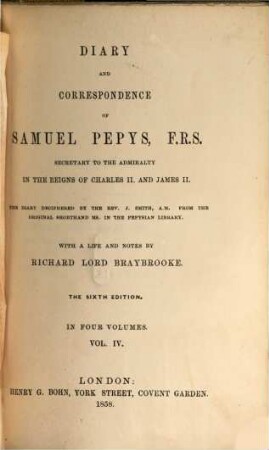 DIARY
AND
CORRESPONDENCE
OF
SAMUEL PEPYS, F.R.S.
SECRETARY TO THE ADMIRALTY
IN THE REIGNS OF CHARLES II. AND JAMES II.
THE DIARY DECIPHERED BY THE REV. J. SMITH, A.M. FROM THE
ORIGINAL SHORTHAND MS. IN THE PEPYSIAN LIBRARY.
WITH A LIFE AND NOTES BY
RICHARD LORD BRAYBROOKE.
THE SIXTH EDITION.
IN FOUR VOLUMES.
VOL. IV.
LONDON:
HENRY G. BOHN, YORK STREET, COVENT GARDEN.
1858.